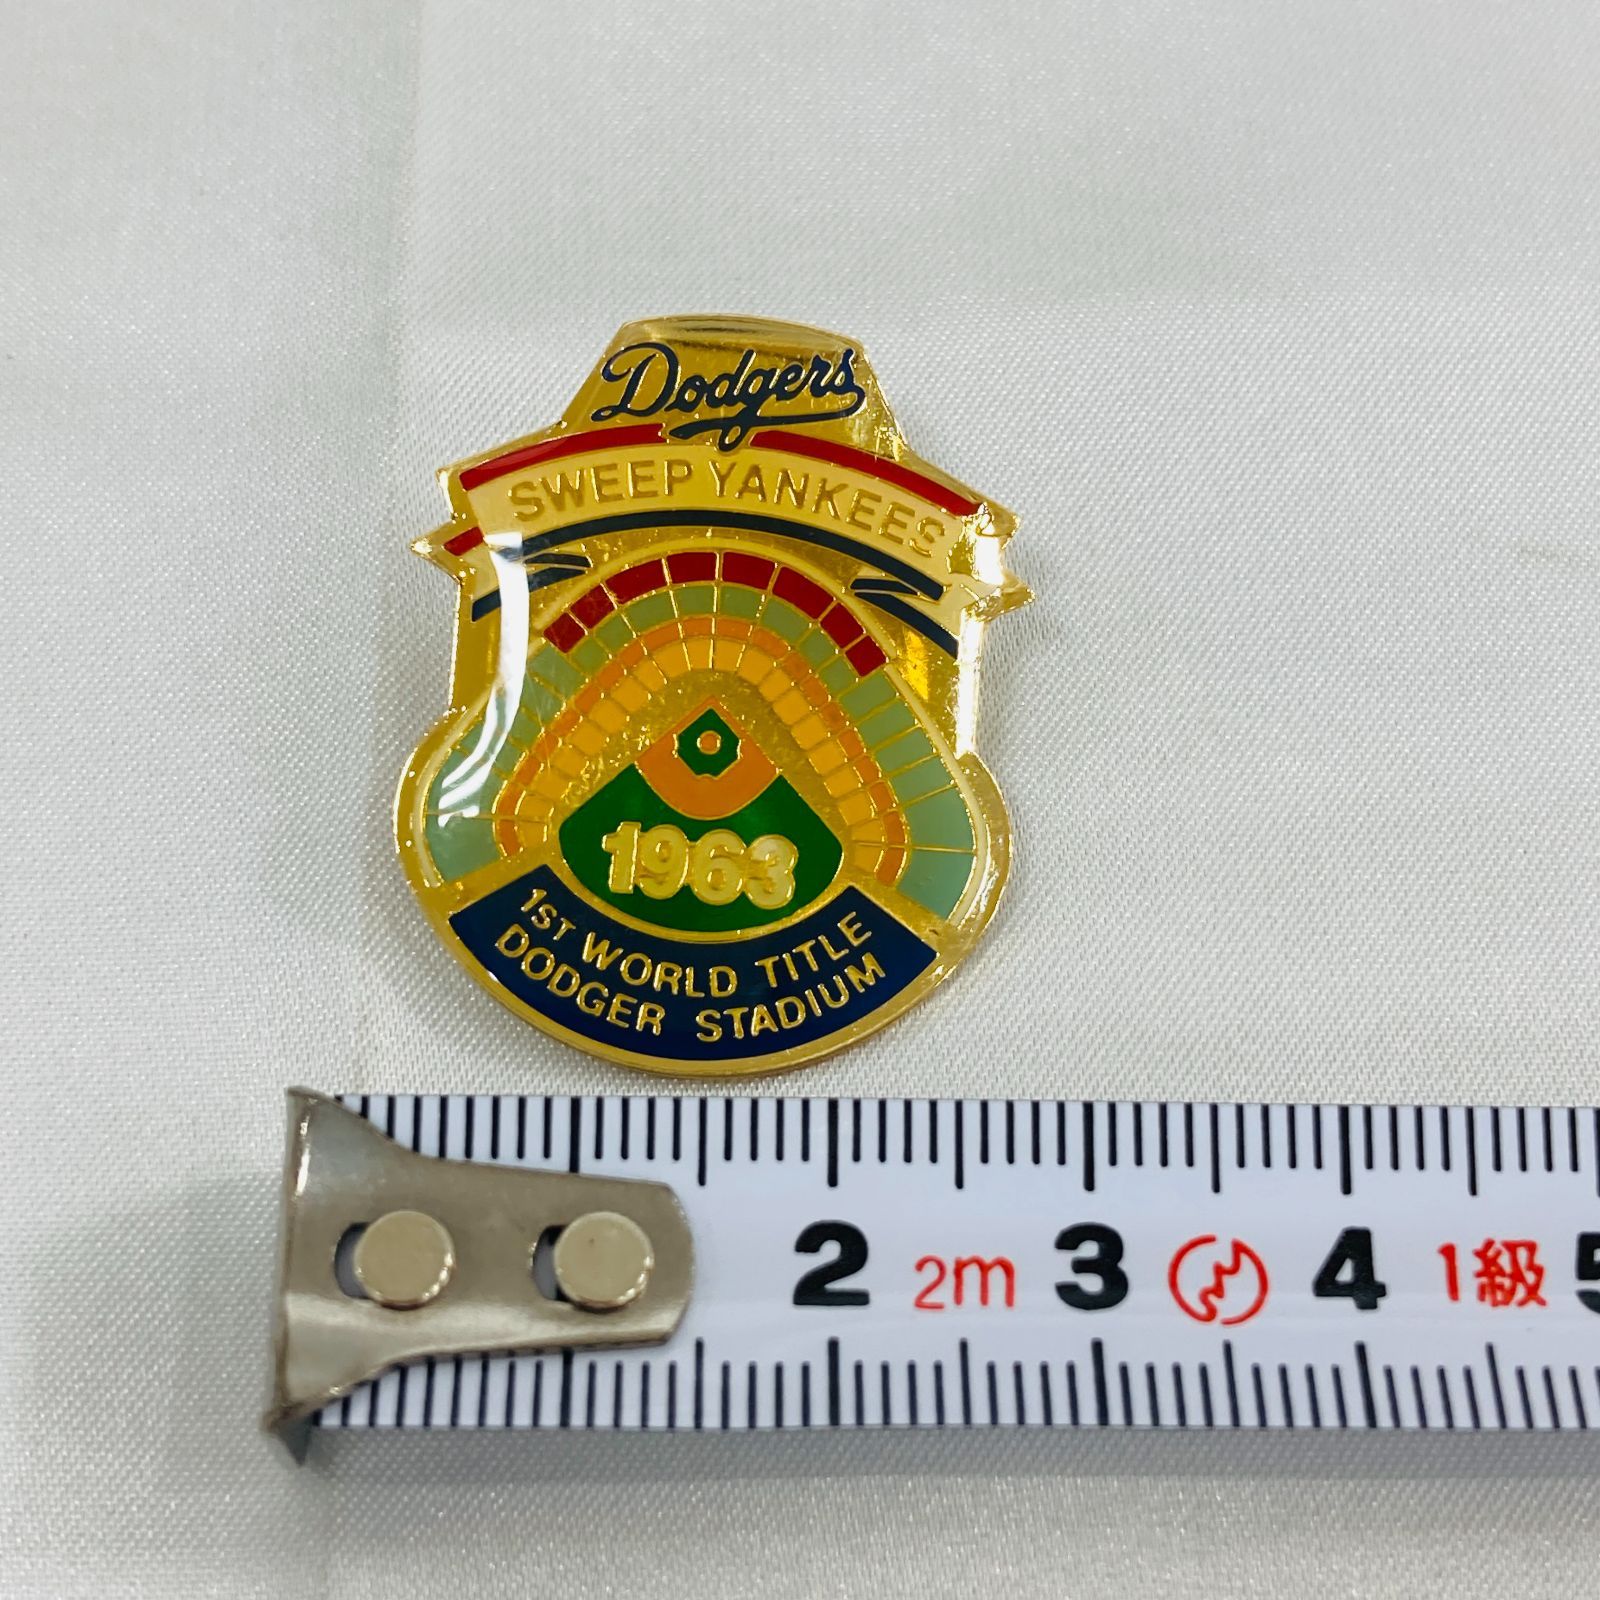 Dodgers
SWEEP YANKEES
1963
1ST WORLD TITLE
DODGER STADIUM
2 2m 3 4 1級 5